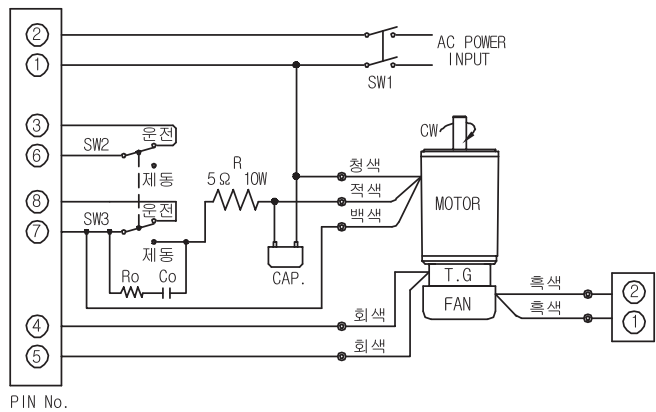 ②
AC POWER
INPUT
①
SW1
③
운전
CW
SW2
⑥
제동
R
5Ω 10W
청색
적색
백색
MOTOR
⑧
운전
SW3
⑦
제동
Ro Co
CAP.
T.G
FAN
흑색
흑색
②
①
④
회색
⑤
회색
PIN No.